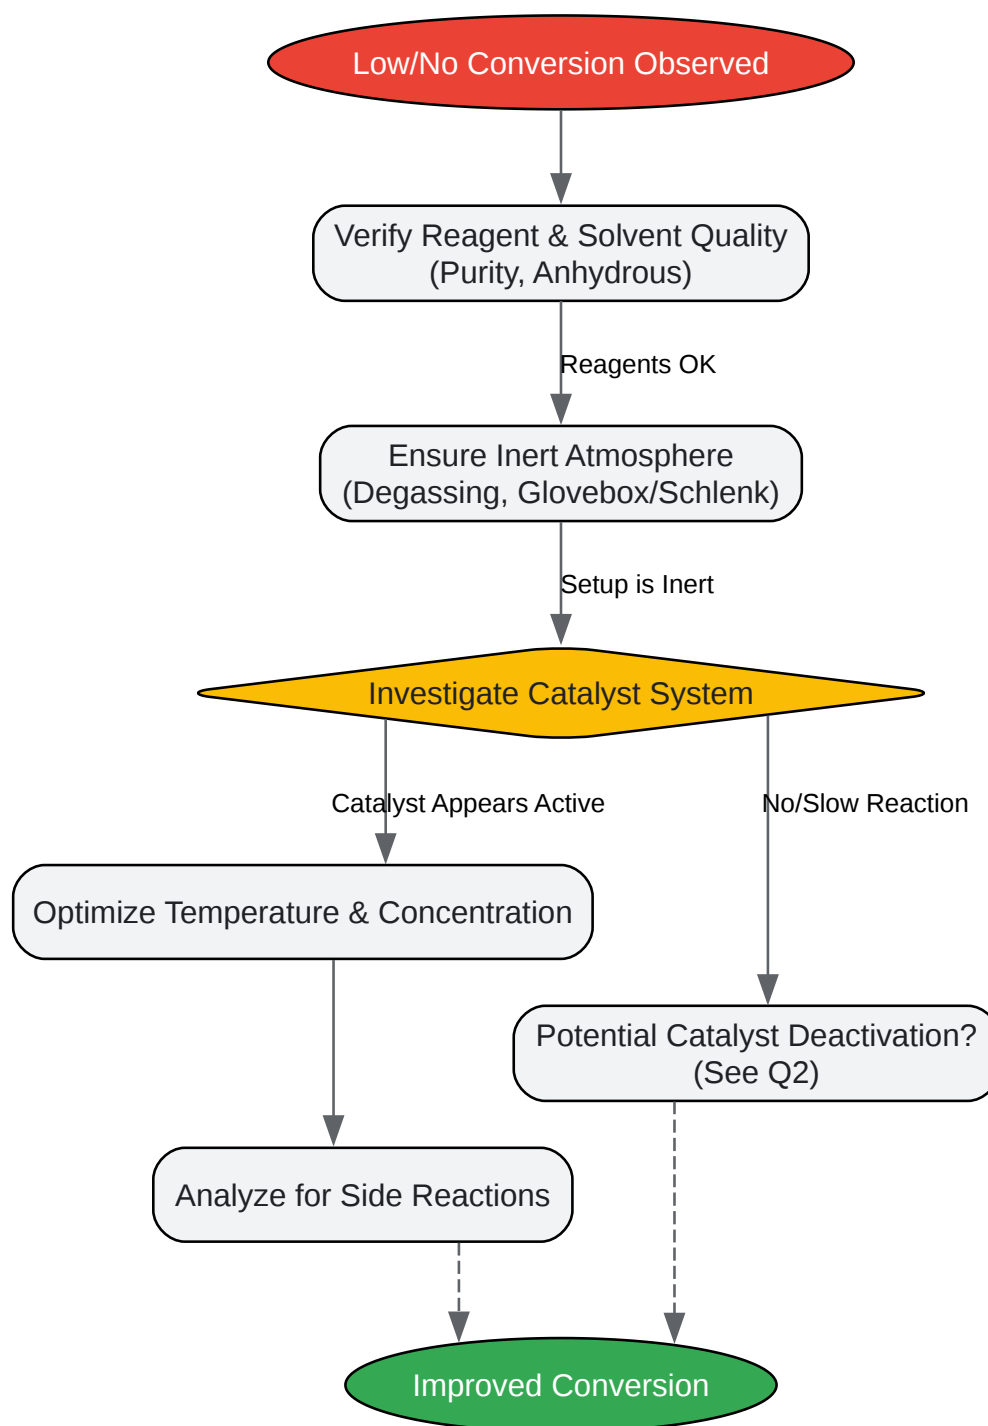 Low/No Conversion Observed
Verify Reagent & Solvent Quality
(Purity, Anhydrous)
Reagents OK
Ensure Inert Atmosphere
(Degassing, Glovebox/Schlenk)
Setup is Inert
Investigate Catalyst System
Catalyst Appears Active
No/Slow Reaction
Optimize Temperature & Concentration
Potential Catalyst Deactivation?
(See Q2)
Analyze for Side Reactions
Improved Conversion